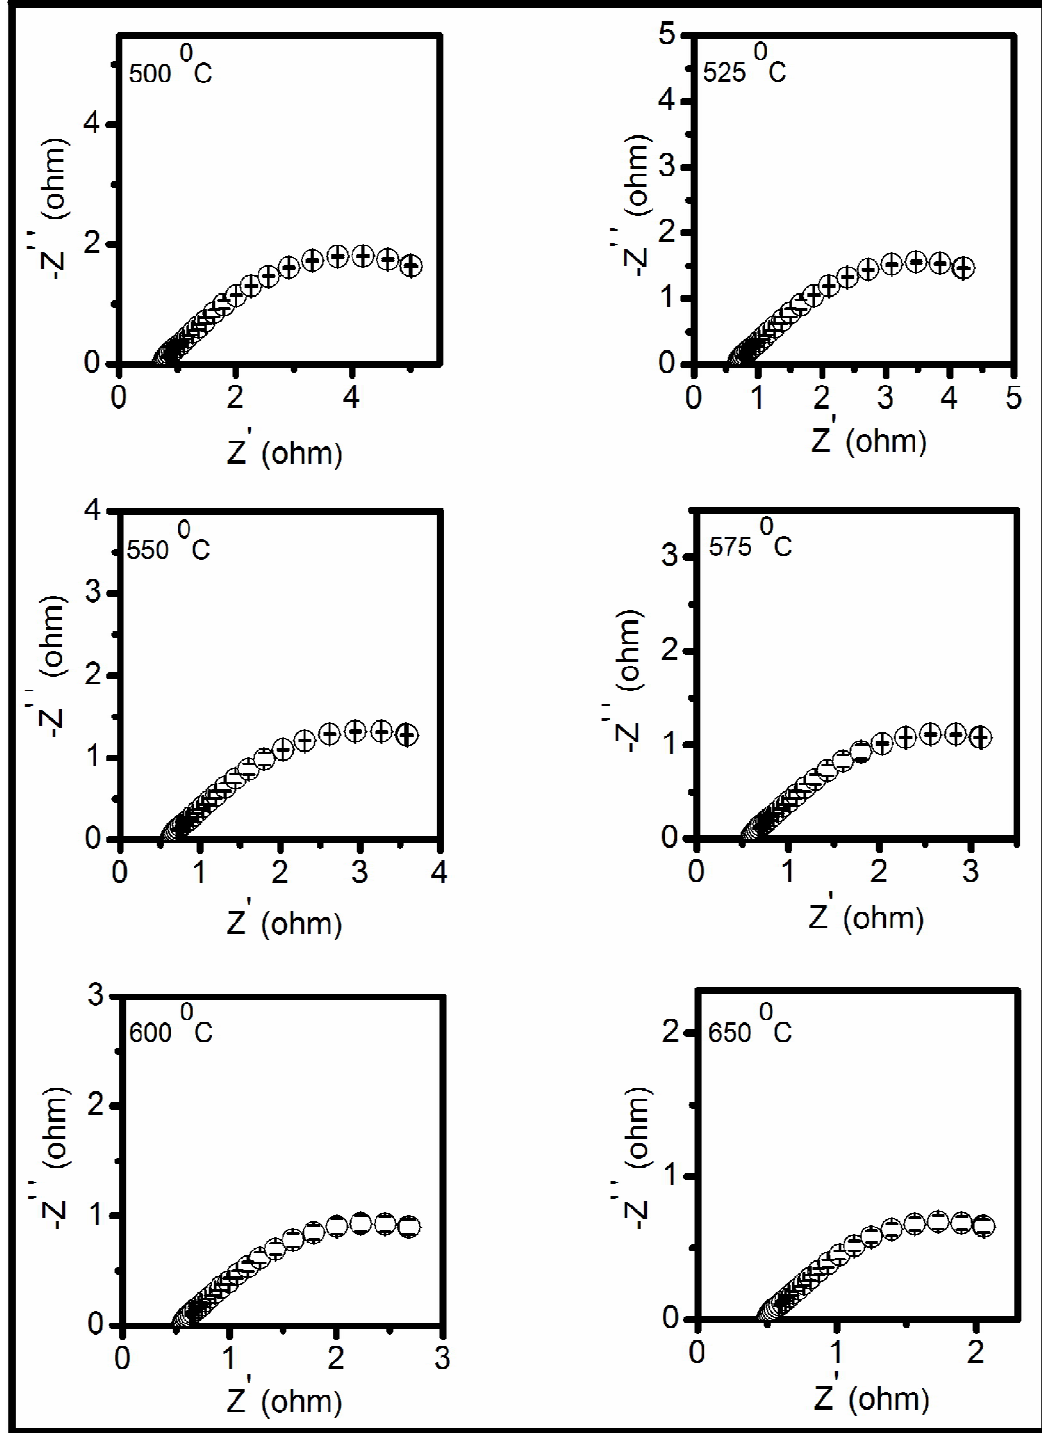 500 ⁰C
4
2
0
0 2 4
-Z'' (ohm)
Z' (ohm)
525 ⁰C
5
4
3
2
1
0
0 1 2 3 4 5
-Z'' (ohm)
Z' (ohm)
550 ⁰C
4
3
2
1
0
0 1 2 3 4
-Z'' (ohm)
Z' (ohm)
575 ⁰C
3
2
1
0
0 1 2 3
-Z'' (ohm)
Z' (ohm)
600 ⁰C
3
2
1
0
0 1 2 3
-Z'' (ohm)
Z' (ohm)
650 ⁰C
2
1
0
0 1 2
-Z'' (ohm)
Z' (ohm)